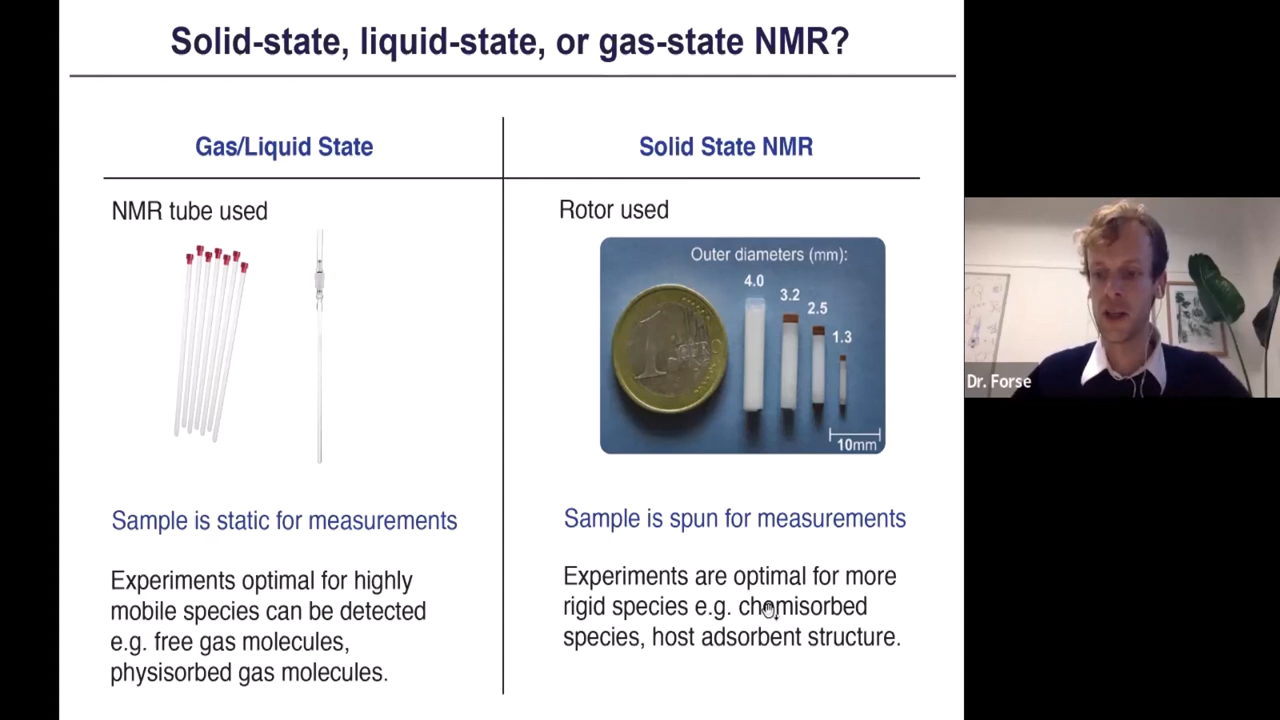 Solid-state, liquid-state, or gas-state NMR?
Gas/Liquid State
NMR tube used
Sample is static for measurements
Experiments optimal for highly
mobile species can be detected
e.g. free gas molecules,
physisorbed gas molecules.
Solid State NMR
Rotor used
Outer diameters (mm):
4.0
3.2
2.5
1.3
1
10mm
Sample is spun for measurements
Experiments are optimal for more
rigid species e.g. chemisorbed
species, host adsorbent structure.
Dr. Forse